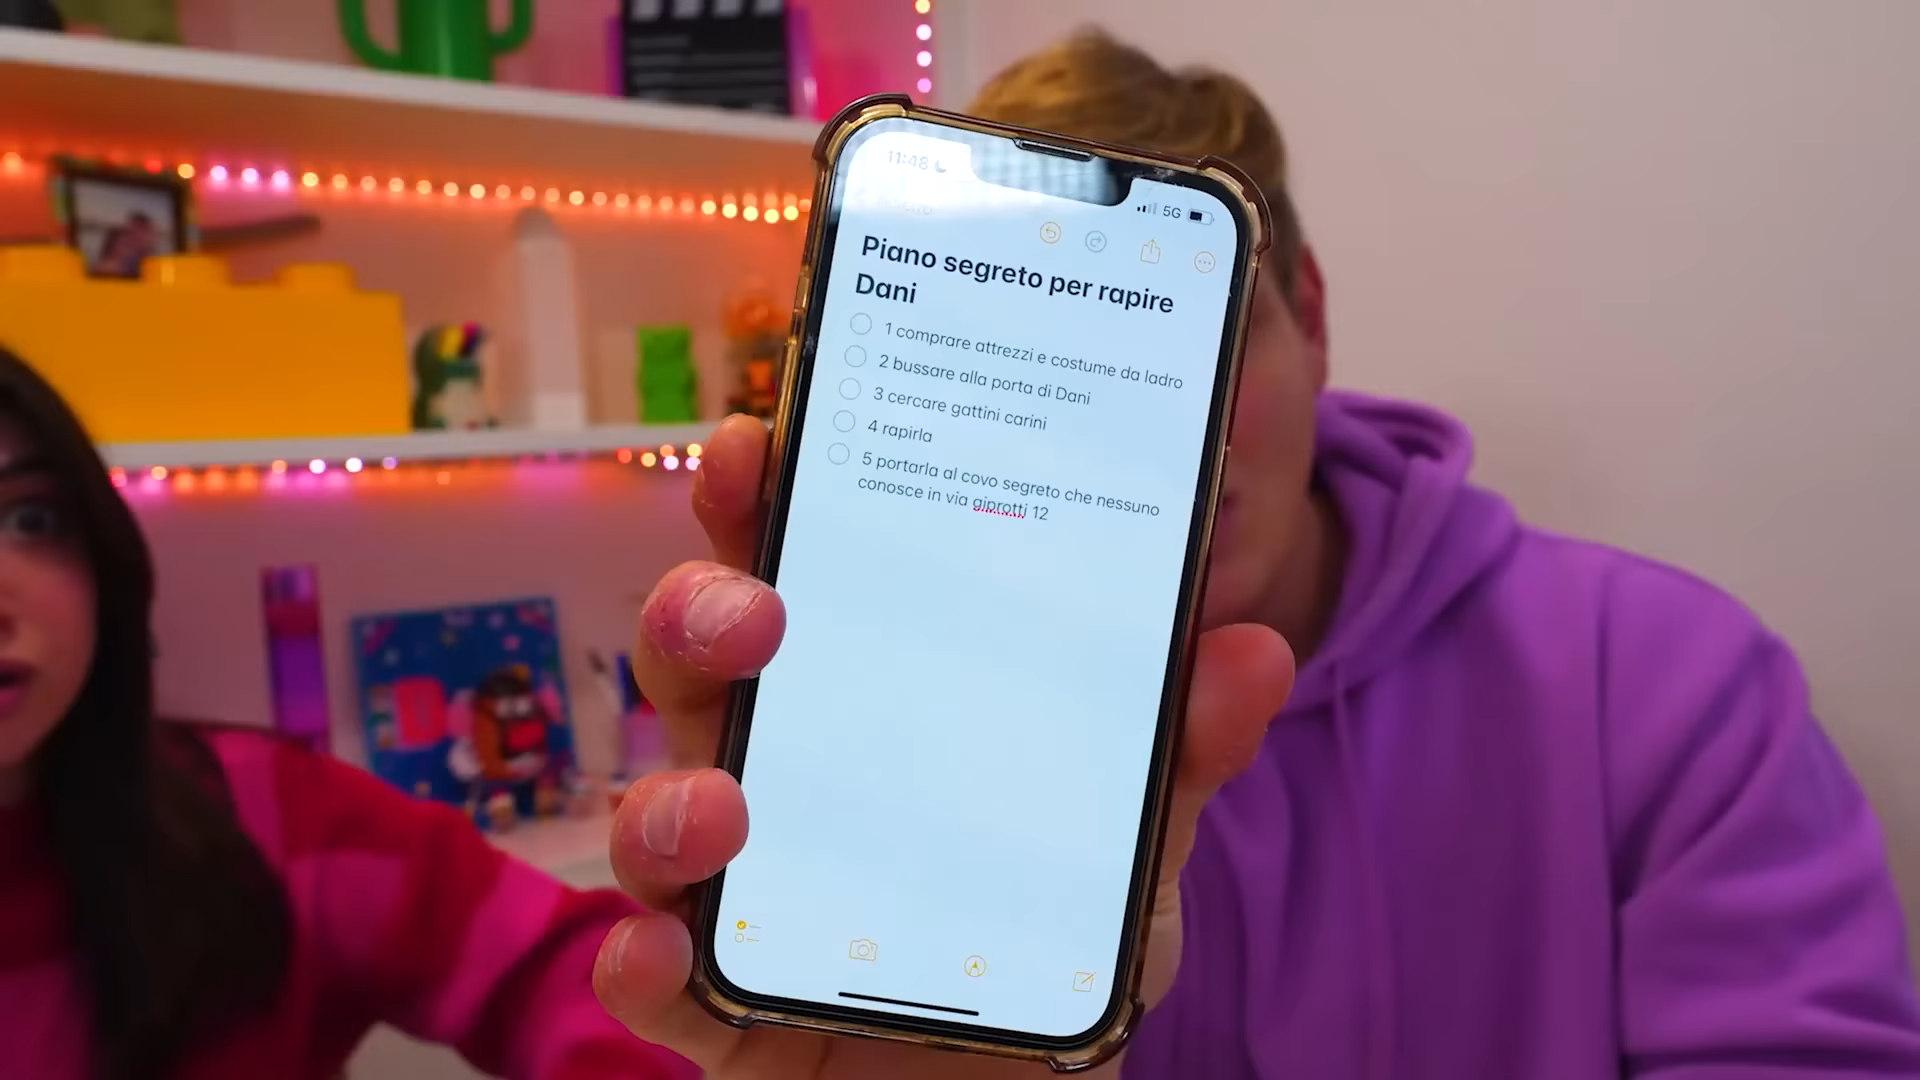 11:48
5G
Piano segreto per rapire
Dani
1 comprare attrezzi e costume da ladro
2 bussare alla porta di Dani
3 cercare gattini carini
4 rapirla
5 portarla al covo segreto che nessuno
conosce in via giprotti 12